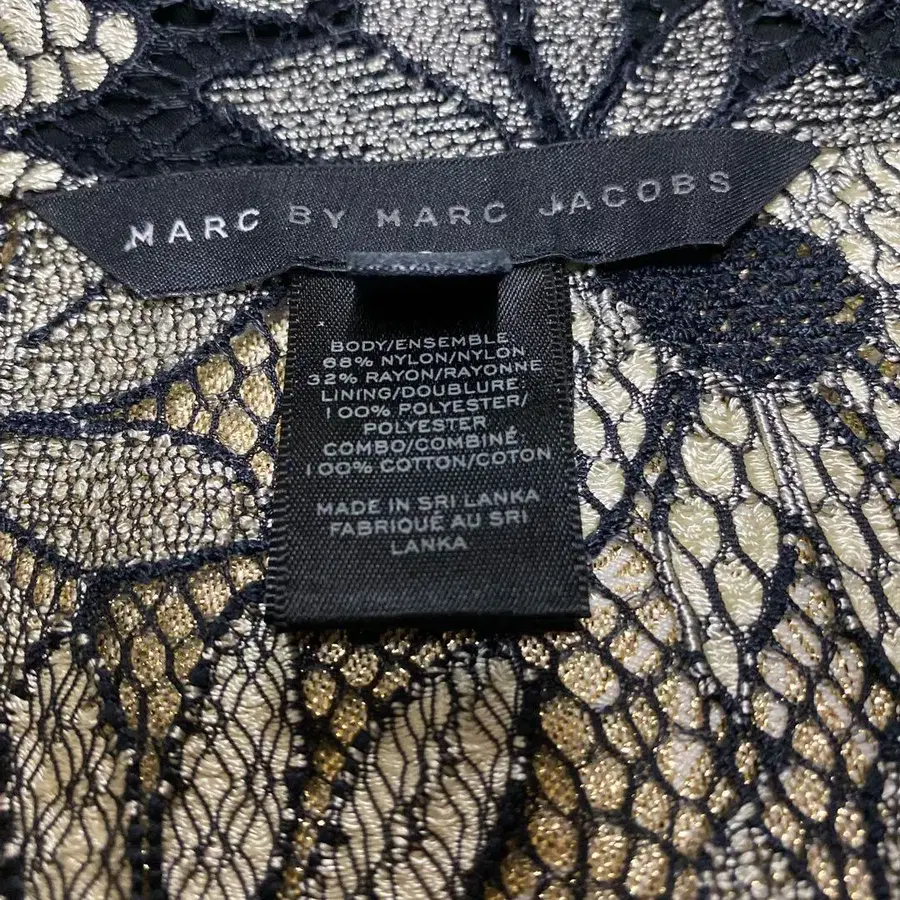 MARC BY MARC JACOBS
BODY/ENSEMBLE
68% NYLON/NYLON
32% RAYON/RAYONNE
LINING/DOUBLURE:
100% POLYESTER/
POLYESTER
COMBO/COMBINÉ:
100% COTTON/COTON
MADE IN SRI LANKA
FABRIQUÉ AU SRI
LANKA